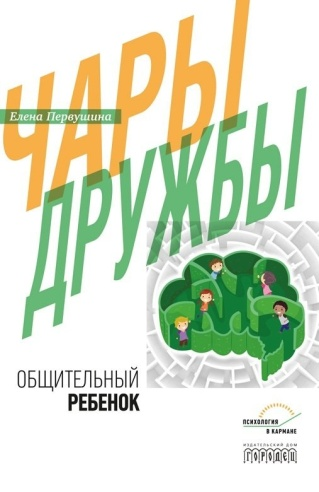 Елена Первушина
ЧАРЫ
ДРУЖБЫ
ОБЩИТЕЛЬНЫЙ
РЕБЕНОК
ПСИХОЛОГИЯ
В КАРМАНЕ
ИЗДАТЕЛЬСКИЙ ДОМ
ГОРОДЕЦ